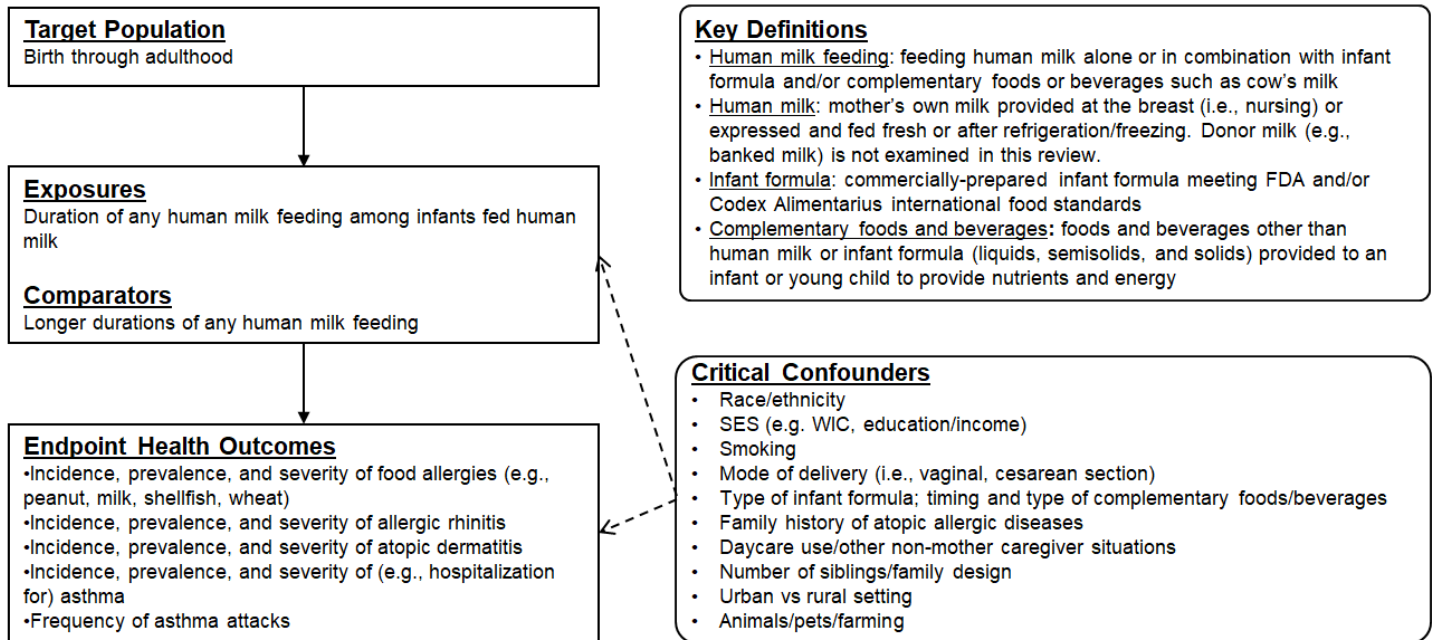 Target Population
Birth through adulthood
Exposures
Duration of any human milk feeding among infants fed human
milk
Comparators
Longer durations of any human milk feeding
Endpoint Health Outcomes
•Incidence, prevalence, and severity of food allergies (e.g.,
peanut, milk, shellfish, wheat)
•Incidence, prevalence, and severity of allergic rhinitis
•Incidence, prevalence, and severity of atopic dermatitis
•Incidence, prevalence, and severity of (e.g., hospitalization
for) asthma
•Frequency of asthma attacks
Key Definitions
• Human milk feeding: feeding human milk alone or in combination with infant
formula and/or complementary foods or beverages such as cow's milk
• Human milk: mother's own milk provided at the breast (i.e., nursing) or
expressed and fed fresh or after refrigeration/freezing. Donor milk (e.g.,
banked milk) is not examined in this review.
• Infant formula: commercially-prepared infant formula meeting FDA and/or
Codex Alimentarius international food standards
• Complementary foods and beverages: foods and beverages other than
human milk or infant formula (liquids, semisolids, and solids) provided to an
infant or young child to provide nutrients and energy
Critical Confounders
• Race/ethnicity
• SES (e.g. WIC, education/income)
• Smoking
• Mode of delivery (i.e., vaginal, cesarean section)
• Type of infant formula; timing and type of complementary foods/beverages
• Family history of atopic allergic diseases
• Daycare use/other non-mother caregiver situations
• Number of siblings/family design
• Urban vs rural setting
• Animals/pets/farming